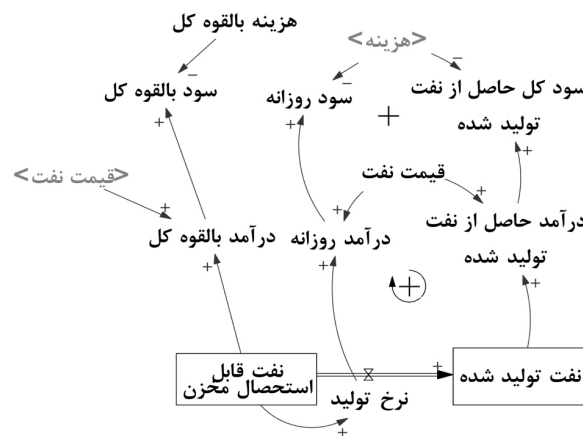 هزینه بالقوه کل
<هزینه>
سود کل حاصل از نفت
تولید شده
سود روزانه
سود بالقوه کل
قیمت نفت
<قیمت نفت>
درآمد حاصل از نفت
تولید شده
درآمد روزانه
درآمد بالقوه کل
نفت تولید شده
نفت قابل
استحصال مخزن
نرخ تولید